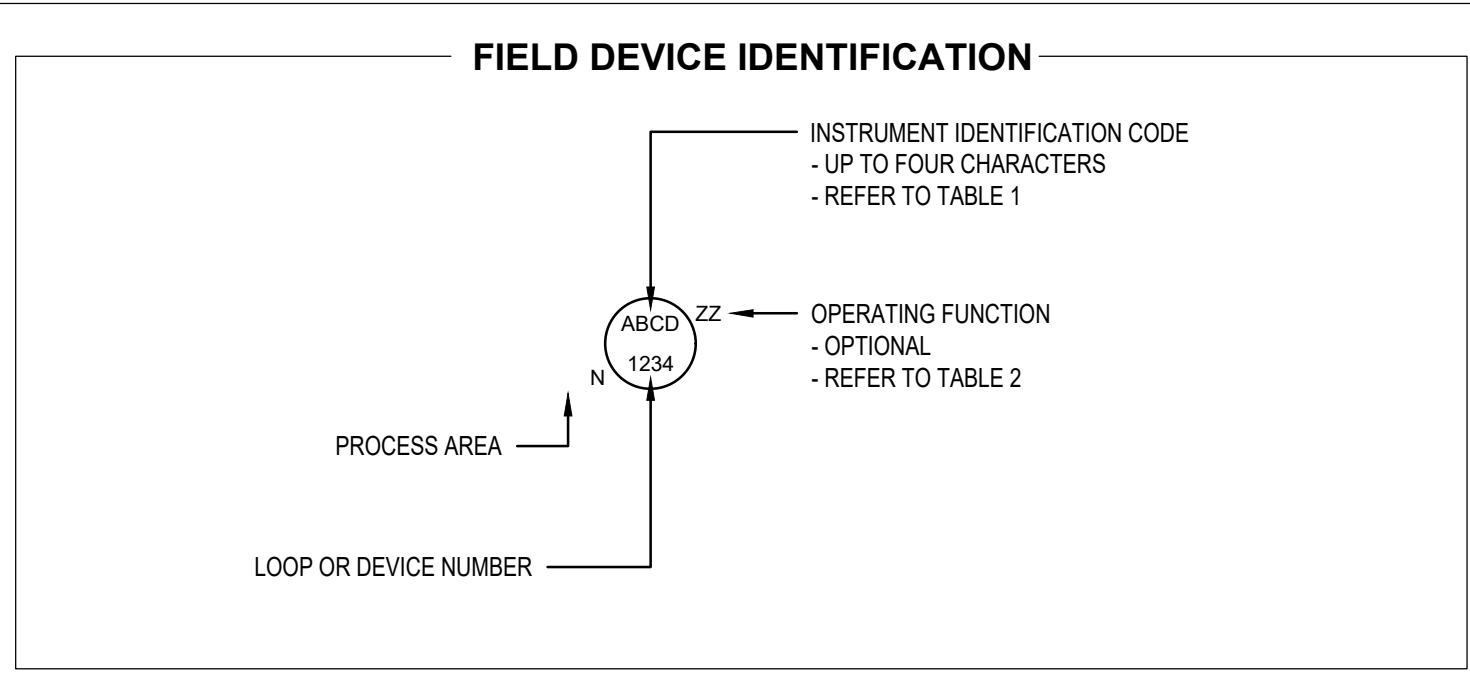 FIELD DEVICE IDENTIFICATION
INSTRUMENT IDENTIFICATION CODE
- UP TO FOUR CHARACTERS
- REFER TO TABLE 1
ABCD
ZZ
1234
N
OPERATING FUNCTION
- OPTIONAL
- REFER TO TABLE 2
PROCESS AREA
LOOP OR DEVICE NUMBER